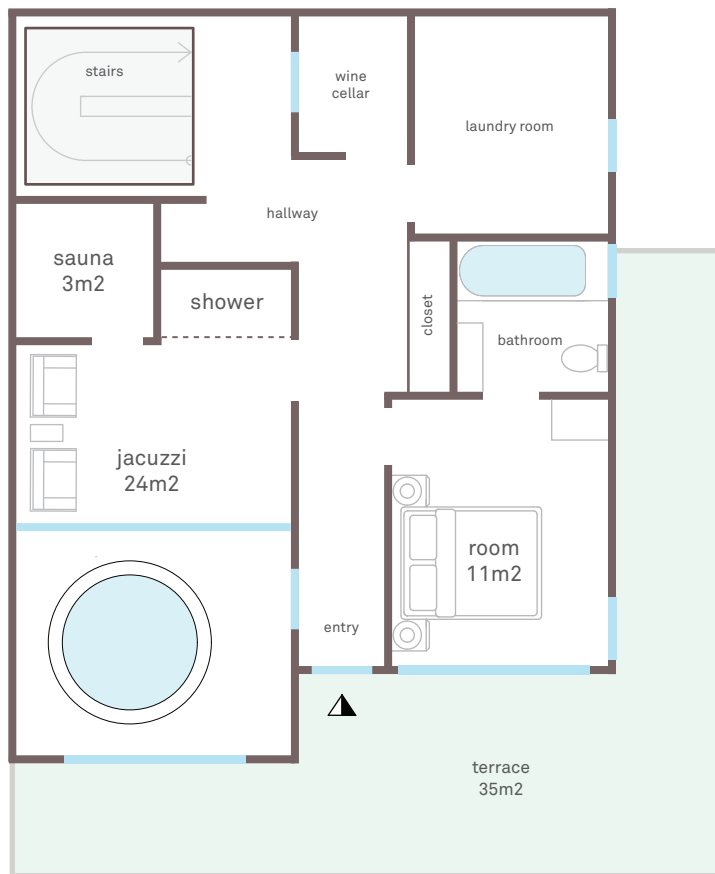 stairs
wine
cellar
laundry room
hallway
sauna
3m2
shower
closet
bathroom
jacuzzi
24m2
room
11m2
entry
terrace
35m2